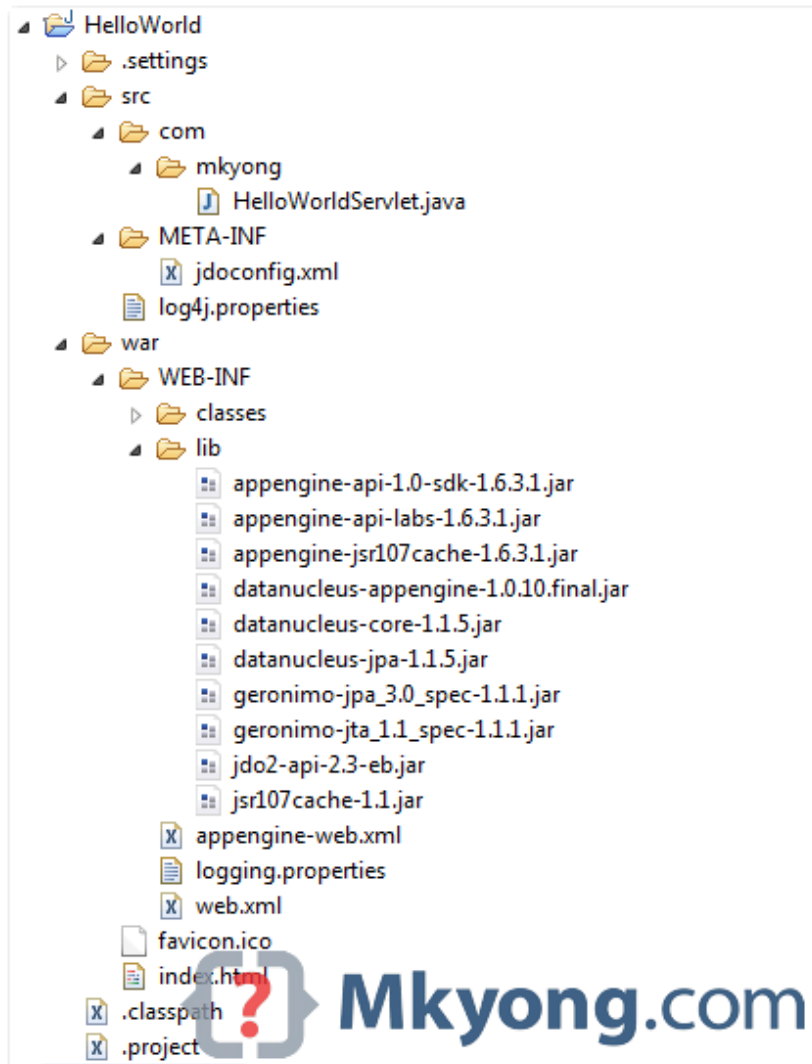 HelloWorld
.settings
src
com
mkyong
HelloWorldServlet.java
META-INF
jdoconfig.xml
log4j.properties
war
WEB-INF
classes
lib
appengine-api-1.0-sdk-1.6.3.1.jar
appengine-api-labs-1.6.3.1.jar
appengine-jsr107cache-1.6.3.1.jar
datanucleus-appengine-1.0.10.final.jar
datanucleus-core-1.1.5.jar
datanucleus-jpa-1.1.5.jar
geronimo-jpa_3.0_spec-1.1.1.jar
geronimo-jta_1.1_spec-1.1.1.jar
jdo2-api-2.3-eb.jar
jsr107cache-1.1.jar
appengine-web.xml
logging.properties
web.xml
favicon.ico
index.html
.classpath
.project
Mkyong.com